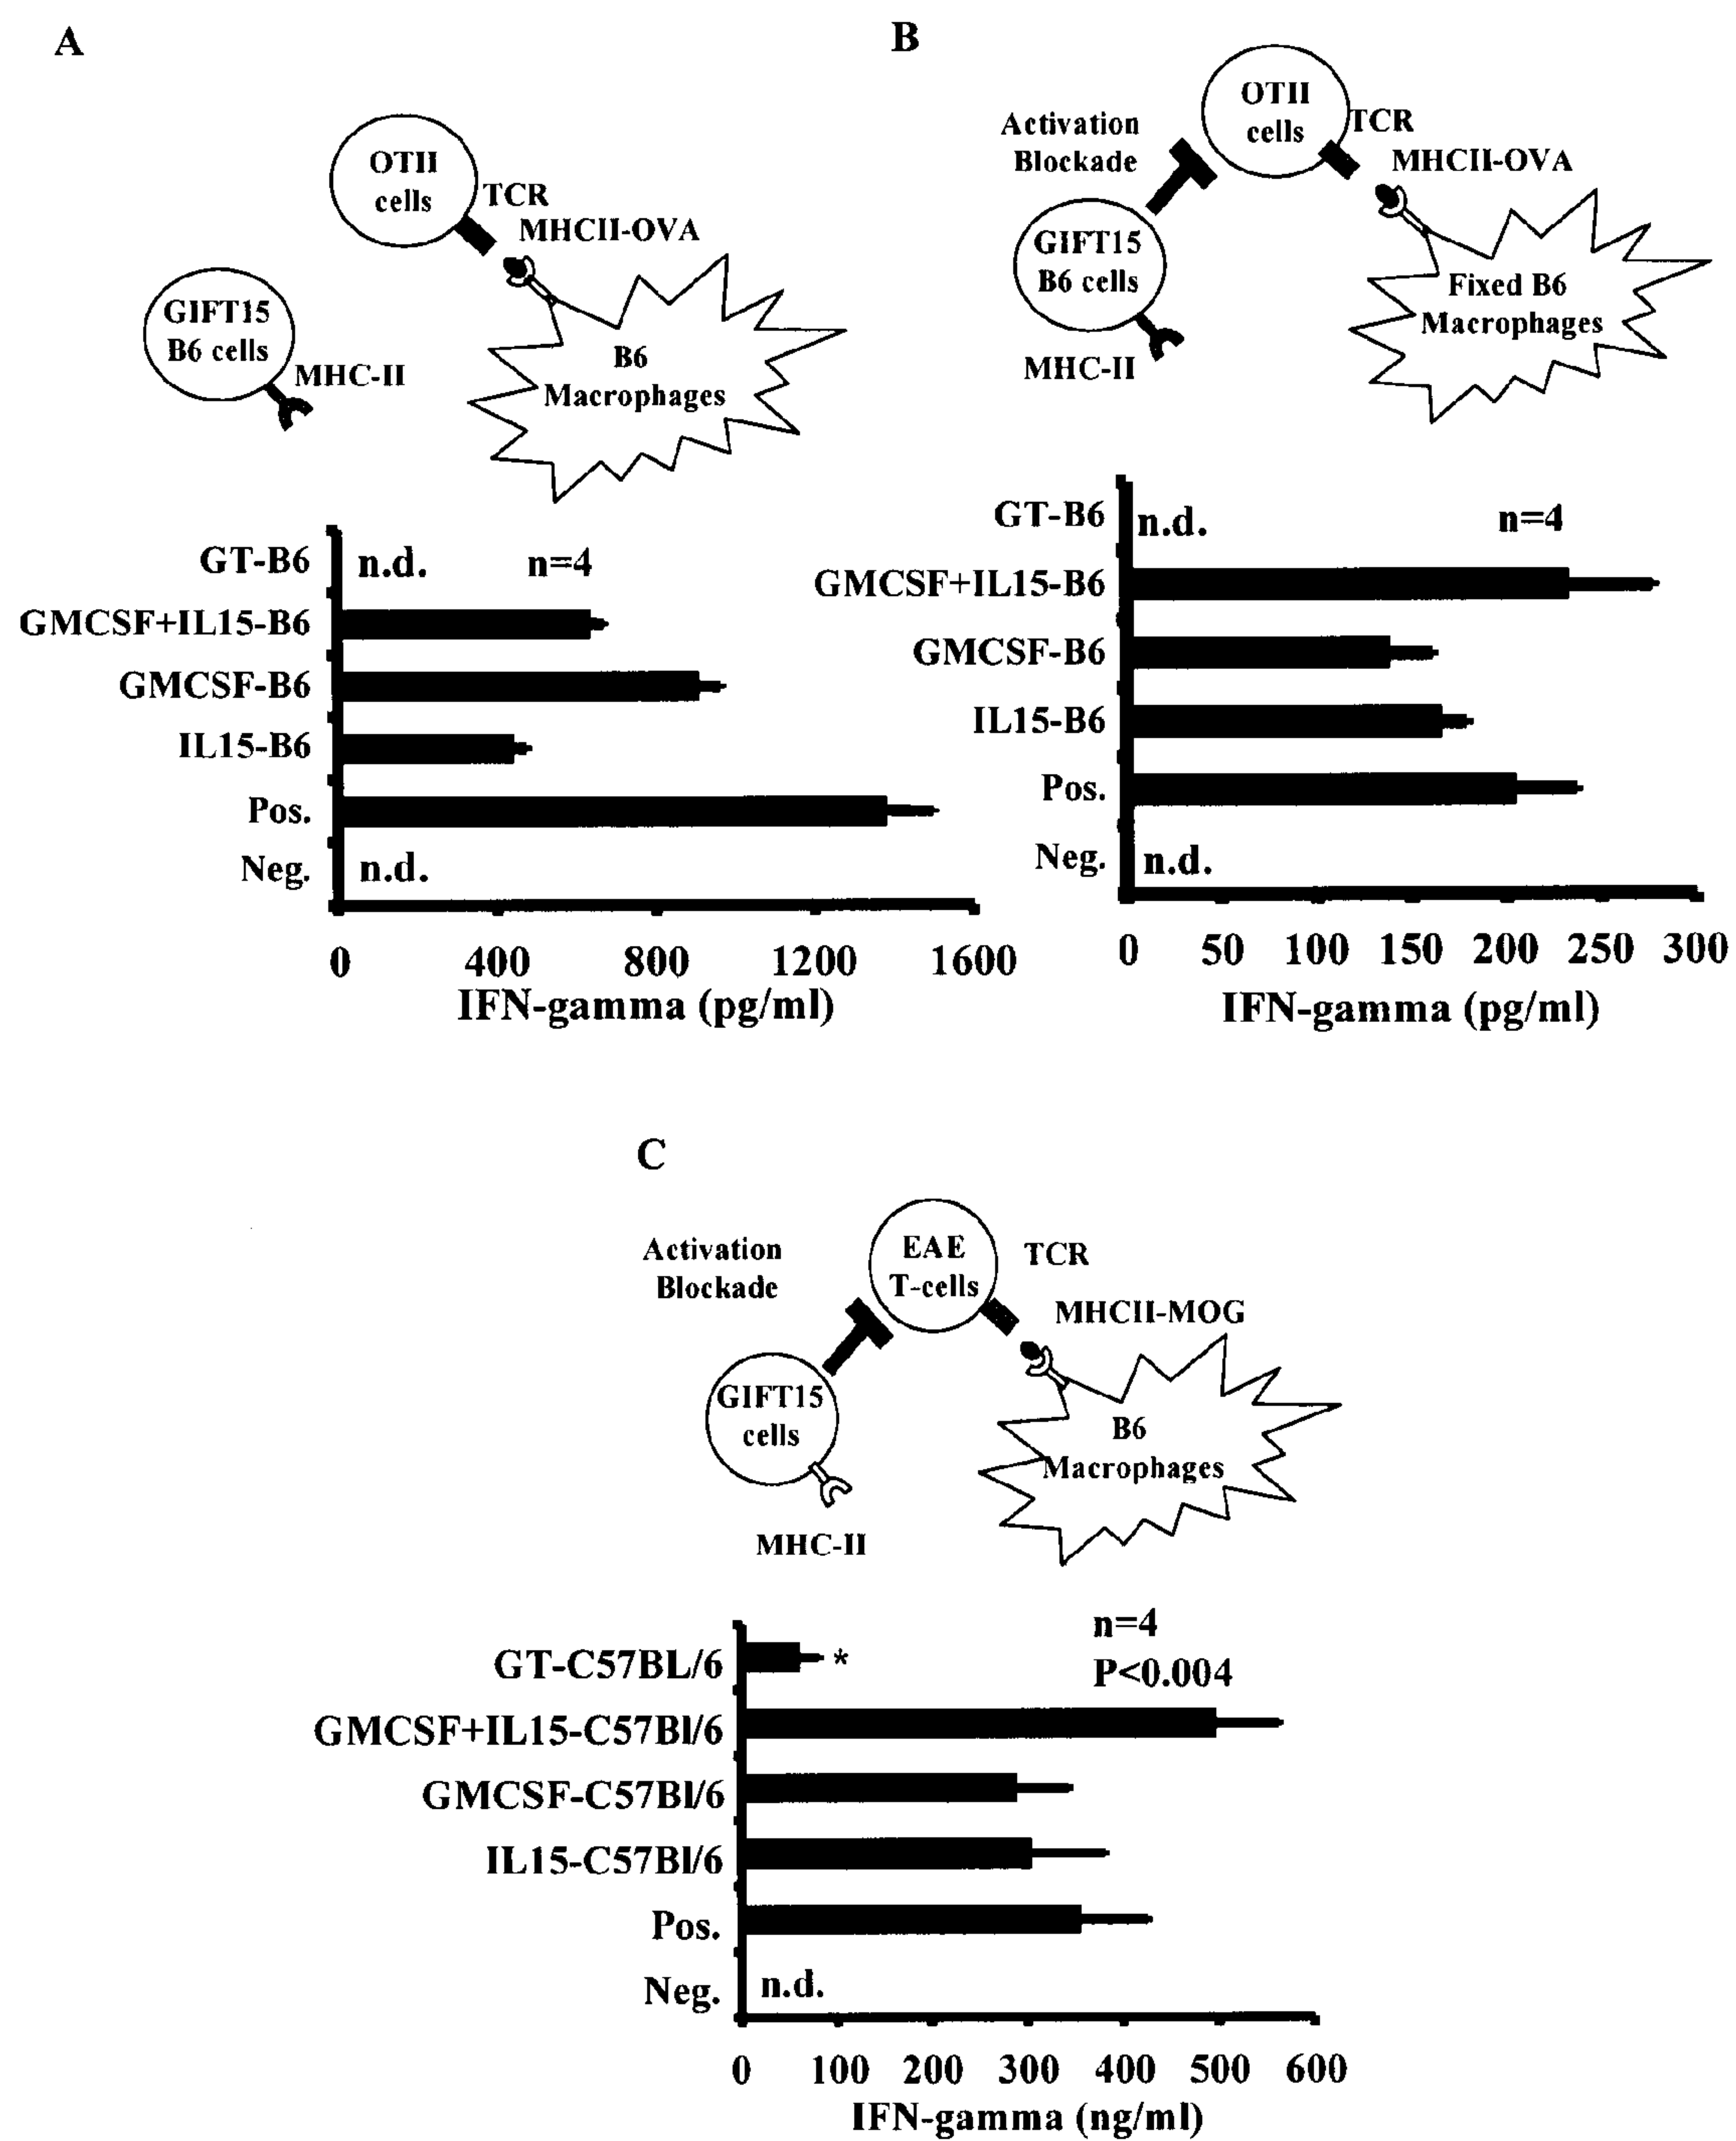 A
OTII
cells
TCR
MHCII-OVA
GIFT15
B6 cells
MHC-II
B6
Macrophages
GT-B6
n.d.
n=4
GMCSF+IL15-B6
GMCSF-B6
IL15-B6
Pos.
Neg.
n.d.
0 400 800 1200 1600
IFN-gamma (pg/ml)
B
OTII
cells
TCR
Activation
Blockade
MHCII-OVA
GIFT15
B6 cells
MHC-II
Fixed B6
Macrophages
GT-B6
n.d.
n=4
GMCSF+IL15-B6
GMCSF-B6
IL15-B6
Pos.
Neg.
n.d.
0 50 100 150 200 250 300
IFN-gamma (pg/ml)
C
Activation
Blockade
EAE
T-cells
TCR
MHCII-MOG
GIFT15
cells
MHC-II
B6
Macrophages
n=4
P<0.004
GT-C57BL/6
*
GMCSF+IL15-C57Bl/6
GMCSF-C57Bl/6
IL15-C57Bl/6
Pos.
Neg.
n.d.
0 100 200 300 400 500 600
IFN-gamma (ng/ml)